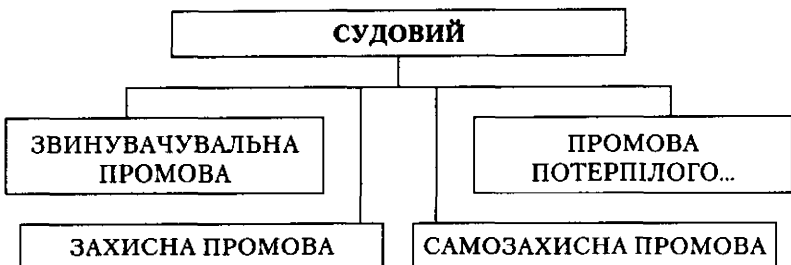 СУДОВИЙ
ЗВИНУВАЧУВАЛЬНА
ПРОМОВА
ПРОМОВА
ПОТЕРПІЛОГО...
ЗАХИСНА ПРОМОВА
САМОЗАХИСНА ПРОМОВА